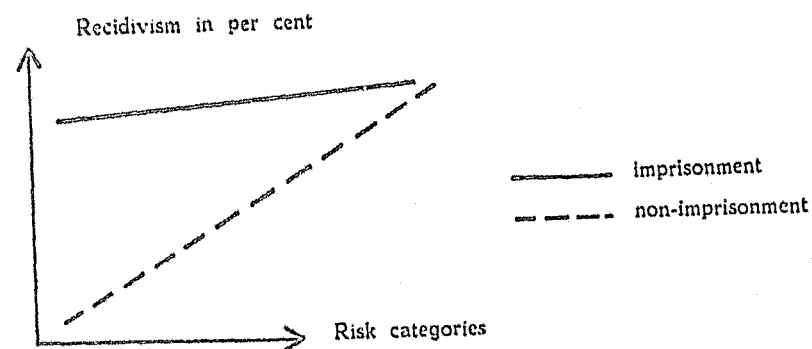 Recidivism in per cent
imprisonment
non-imprisonment
Risk categories